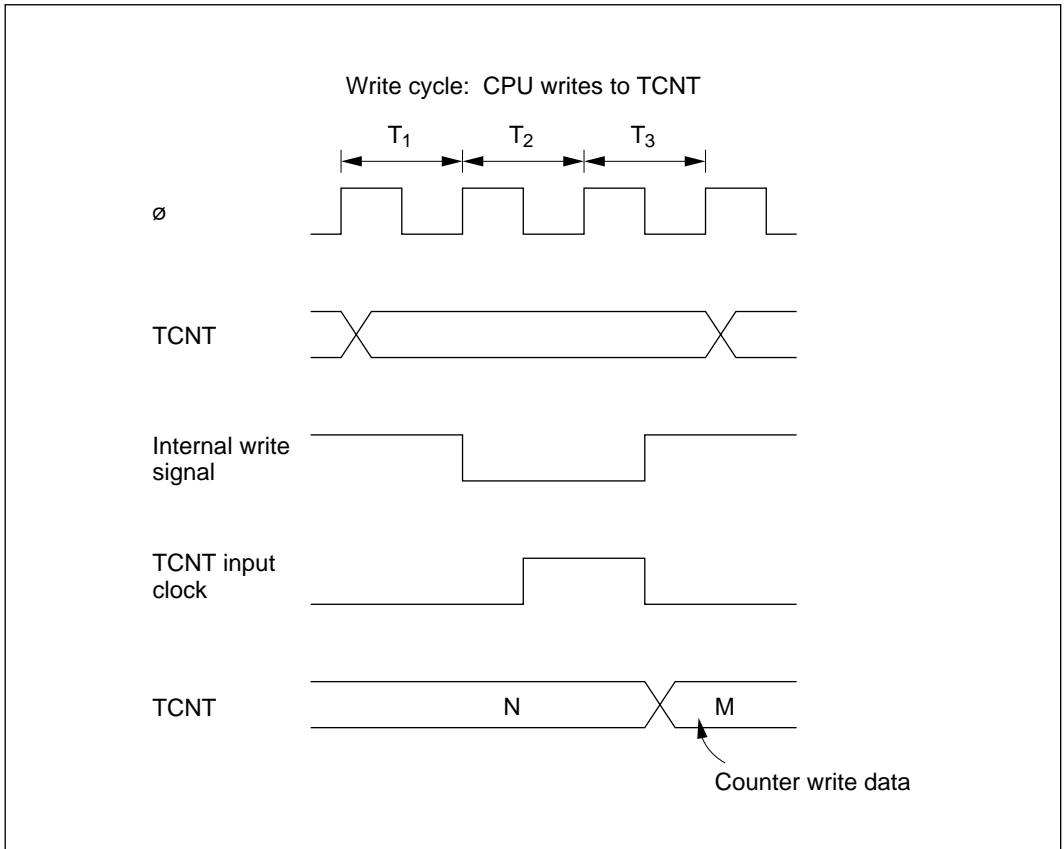 Write cycle: CPU writes to TCNT
T1 T2 T3
ø
TCNT
Internal write
signal
TCNT input
clock
TCNT N M
Counter write data